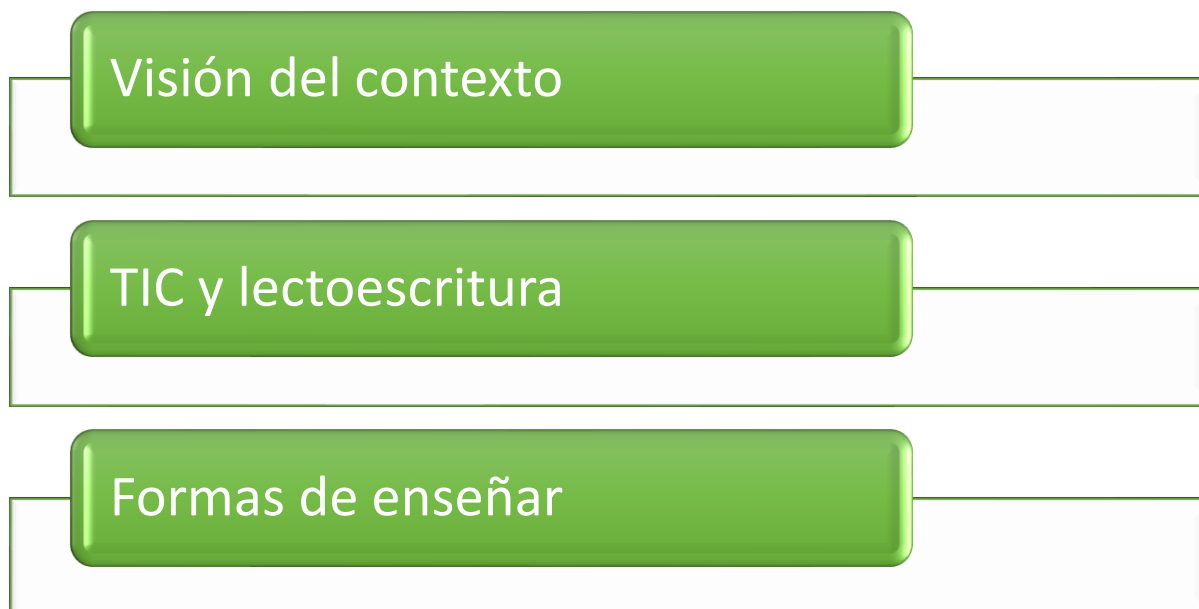 Visión del contexto
TIC y lectoescritura
Formas de enseñar